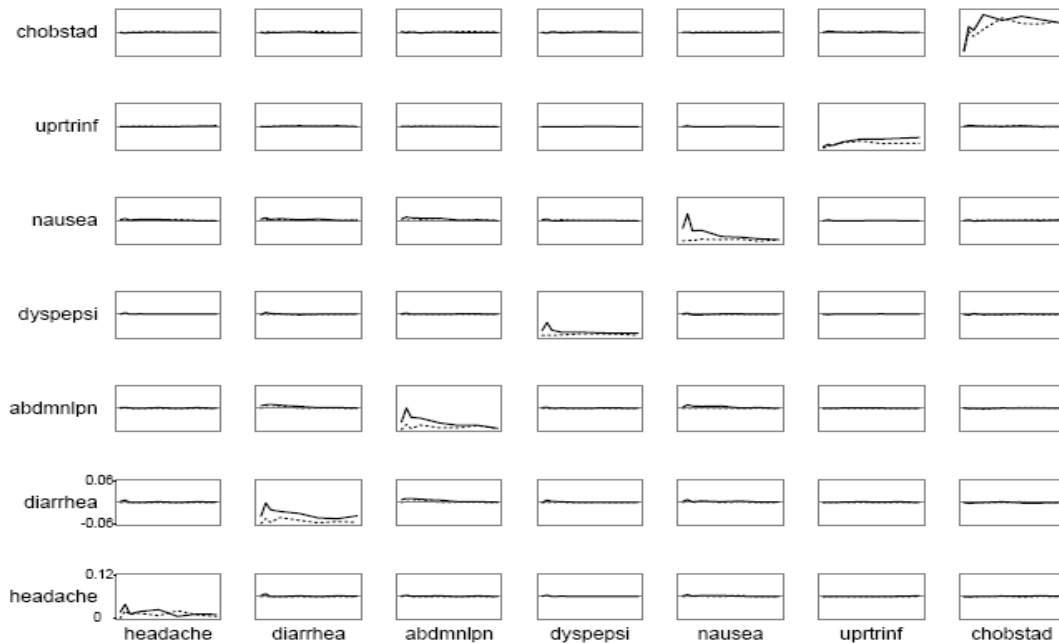 chobstad
uprtrinf
nausea
dyspepsi
abdmnlpn
0.06
diarrhea
-0.06
0.12
headache
0
headache diarrhea abdmnlpn dyspepsi nausea uprtrinf chobstad